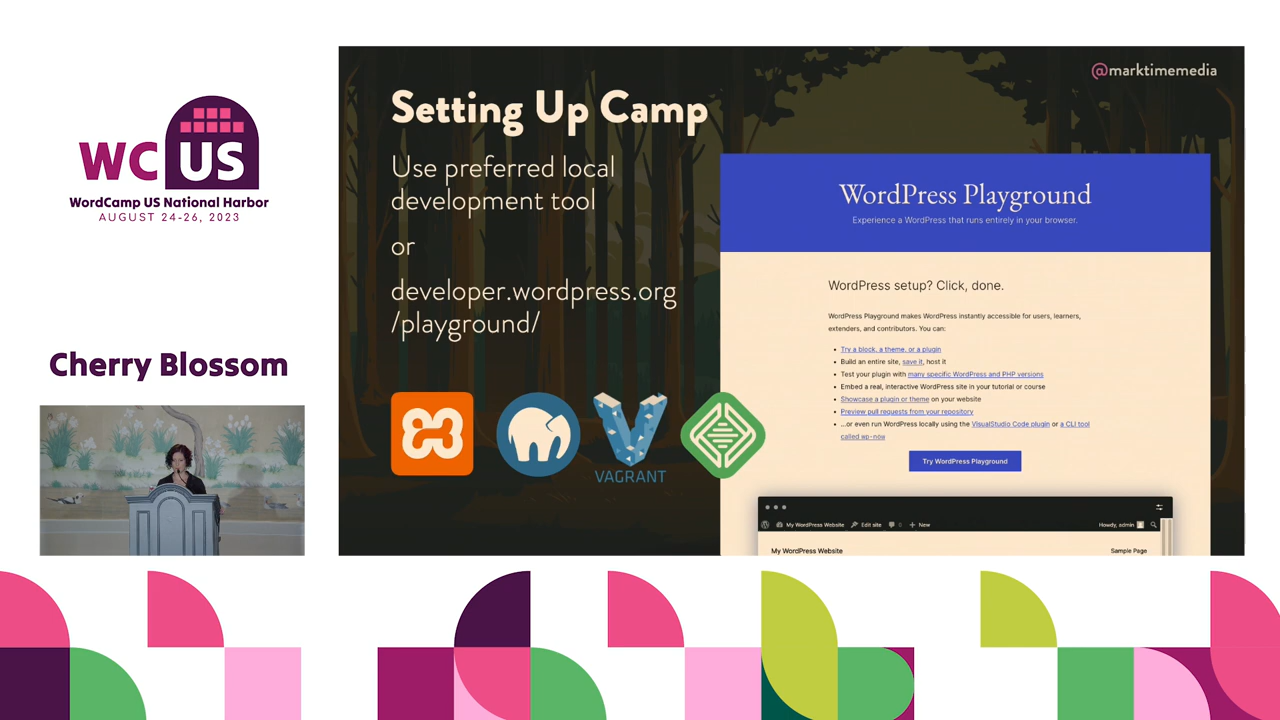 WC US
WordCamp US National Harbor
AUGUST 24-26, 2023
Cherry Blossom
@marktimemedia
Setting Up Camp
Use preferred local
development tool
or
developer.wordpress.org
/playground/
VAGRANT
WordPress Playground
Experience a WordPress that runs entirely in your browser.
WordPress setup? Click, done.
WordPress Playground makes WordPress instantly accessible for users, learners,
extenders, and contributors. You can:
Try a block, a theme, or a plugin
Build an entire site, save it, host it
Test your plugin with many specific WordPress and PHP versions
Embed a real, interactive WordPress site in your tutorial or course
Showcase a plugin or theme on your website
Preview pull requests from your repository
...or even run WordPress locally using the VisualStudio Code plugin or a CLI tool
called wp-now
Try WordPress Playground
My WordPress Website Edit site 0 New Howdy, admin
My WordPress Website Sample Page